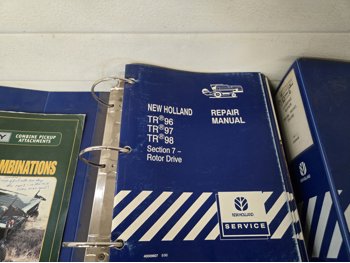 COMBINE PICKUP
ATTACHMENTS
OMBINATIONS
NEW HOLLAND
TR®96
TR®97
TR®98
Section 7 -
Rotor Drive
REPAIR
MANUAL
NEW HOLLAND
SERVICE